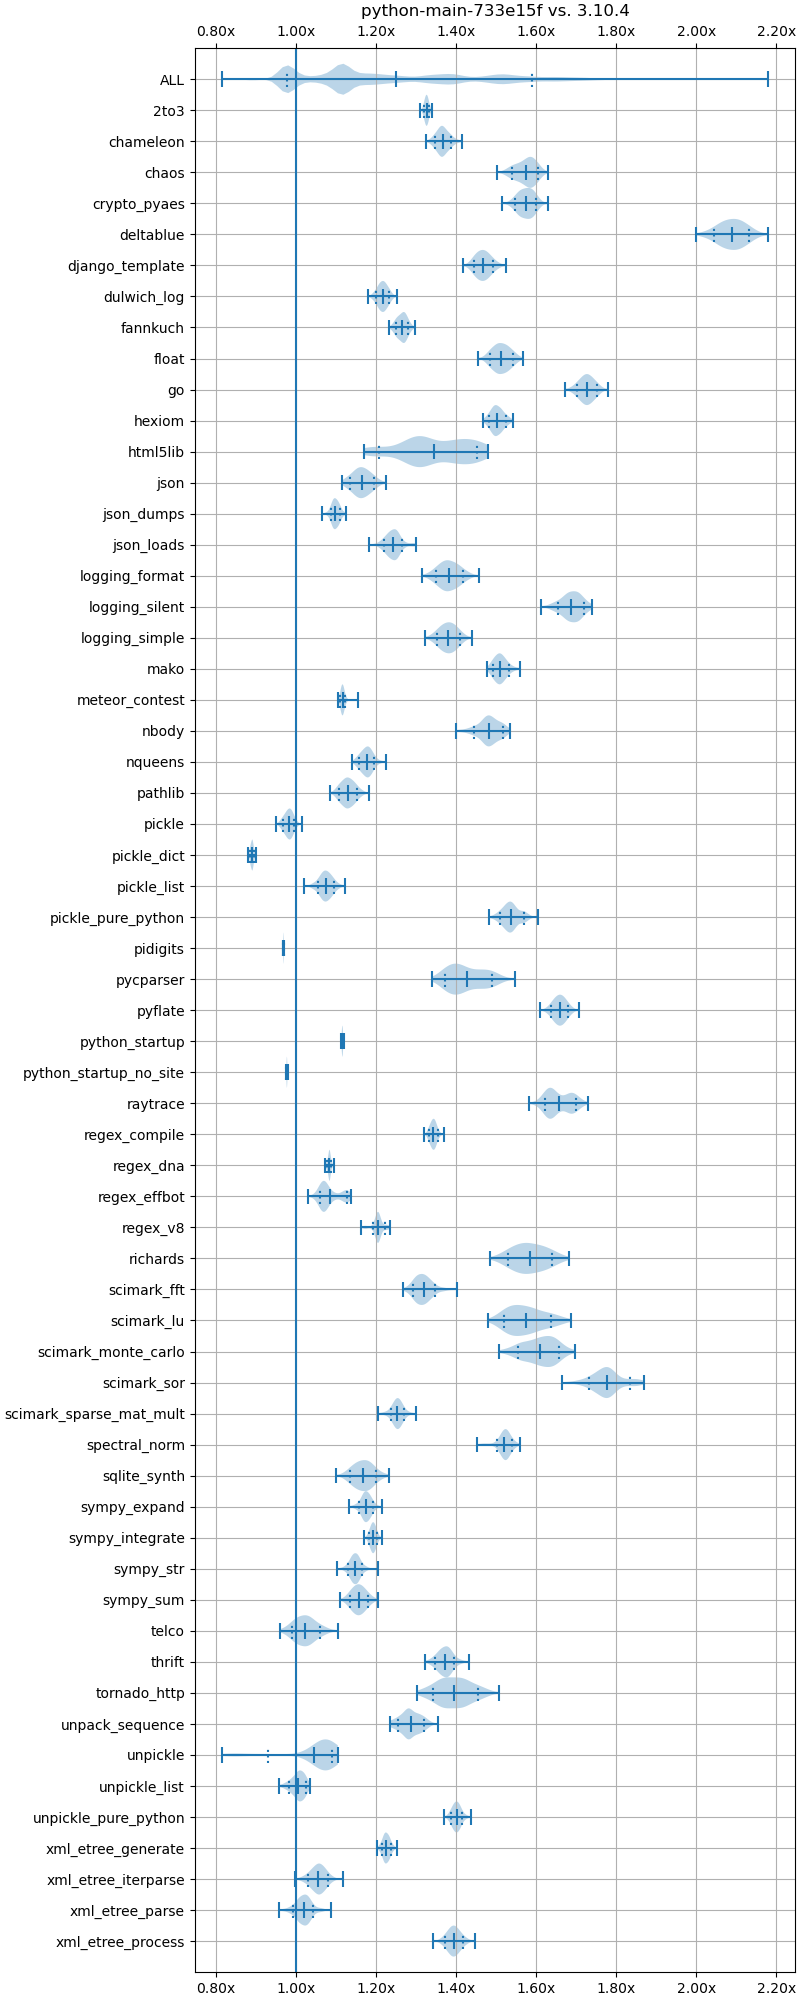 python-main-733e15f vs. 3.10.4
0.80x 1.00x 1.20x 1.40x 1.60x 1.80x 2.00x 2.20x
ALL
2to3
chameleon
chaos
crypto_pyaes
deltablue
django_template
dulwich_log
fannkuch
float
go
hexiom
html5lib
json
json_dumps
json_loads
logging_format
logging_silent
logging_simple
mako
meteor_contest
nbody
nqueens
pathlib
pickle
pickle_dict
pickle_list
pickle_pure_python
pidigits
pycparser
pyflate
python_startup
python_startup_no_site
raytrace
regex_compile
regex_dna
regex_effbot
regex_v8
richards
scimark_fft
scimark_lu
scimark_monte_carlo
scimark_sor
scimark_sparse_mat_mult
spectral_norm
sqlite_synth
sympy_expand
sympy_integrate
sympy_str
sympy_sum
telco
thrift
tornado_http
unpack_sequence
unpickle
unpickle_list
unpickle_pure_python
xml_etree_generate
xml_etree_iterparse
xml_etree_parse
xml_etree_process
0.80x 1.00x 1.20x 1.40x 1.60x 1.80x 2.00x 2.20x